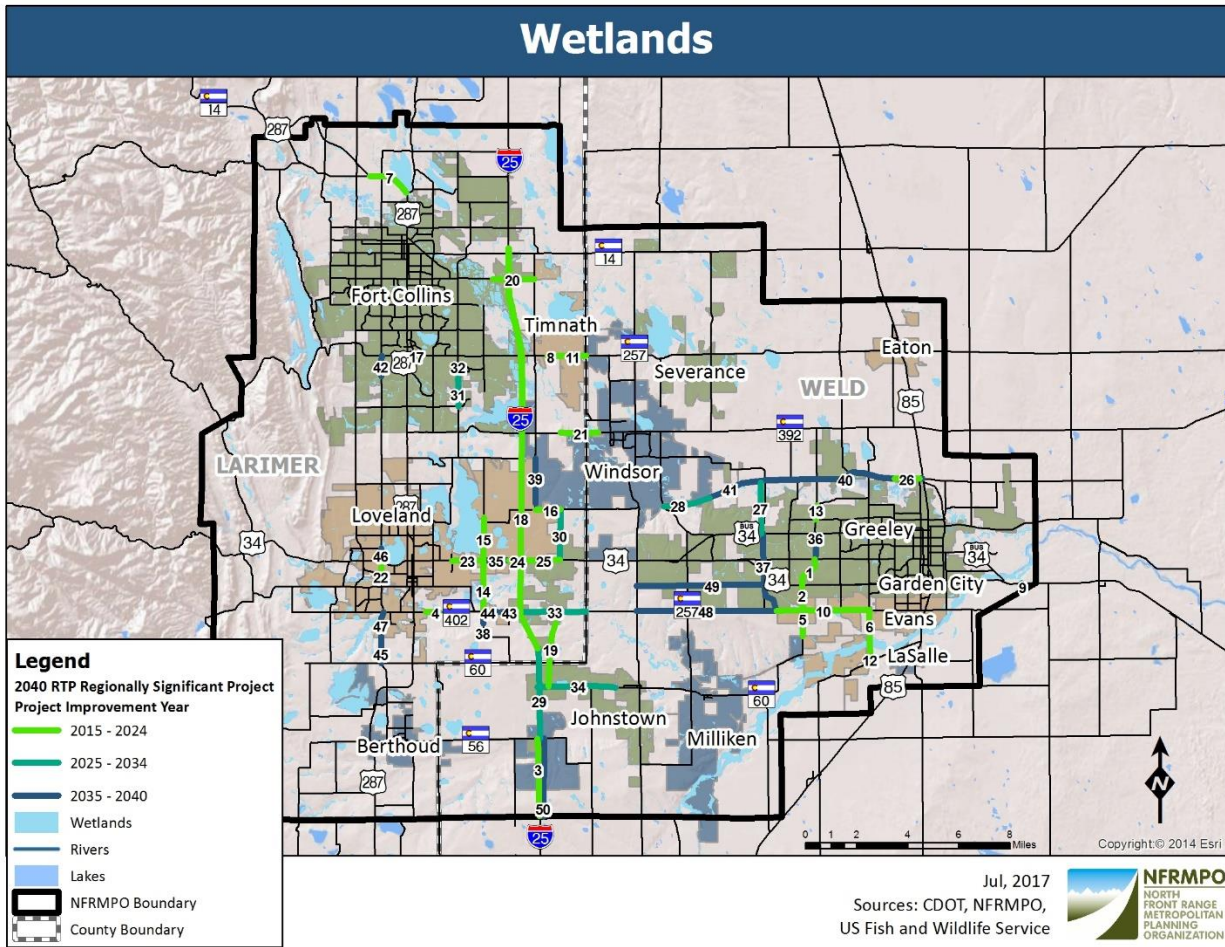 Wetlands
14
287
25
7
287
14
20
Fort Collins
Timnath
257
Eaton
42
287
17
32
8
11
Severance
WELD
31
85
25
392
21
LARIMER
Windsor
39
41
40
26
28
27
Loveland
287
18
16
13
Greeley
34
15
30
BUS
34
36
BUS
34
46
23
35
24
25
34
37
34
1
22
14
49
Garden City
9
2
4
402
44
43
33
257
48
10
Evans
47
38
5
6
45
60
19
12
LaSalle
34
60
85
29
Johnstown
Milliken
Berthoud
56
287
3
50
25
Legend
2040 RTP Regionally Significant Project
Project Improvement Year
2015 - 2024
2025 - 2034
2035 - 2040
Wetlands
Rivers
Lakes
NFRMPO Boundary
County Boundary
0 1 2 4 6 8
Miles
N
Copyright:© 2014 Esri
Jul, 2017
Sources: CDOT, NFRMPO,
US Fish and Wildlife Service
NFRMPO
NORTH
FRONT RANGE
METROPOLITAN
PLANNING
ORGANIZATION